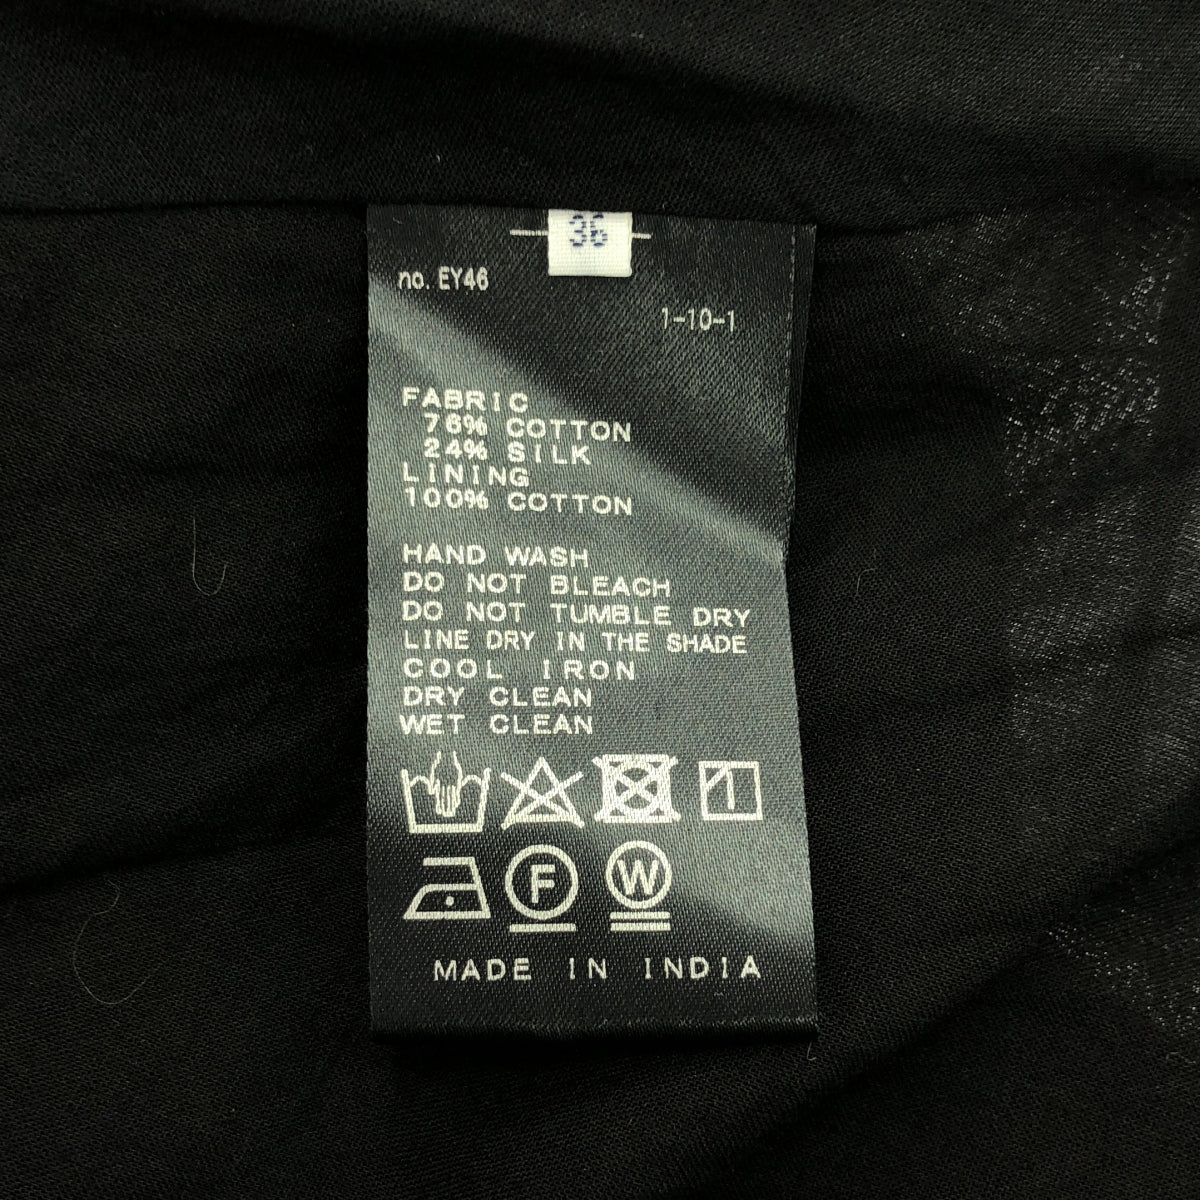 36
no. EY46
1-10-1
FABRIC
76% COTTON
24% SILK
LINING
100% COTTON
HAND WASH
DO NOT BLEACH
DO NOT TUMBLE DRY
LINE DRY IN THE SHADE
COOL IRON
DRY CLEAN
WET CLEAN
F W
MADE IN INDIA